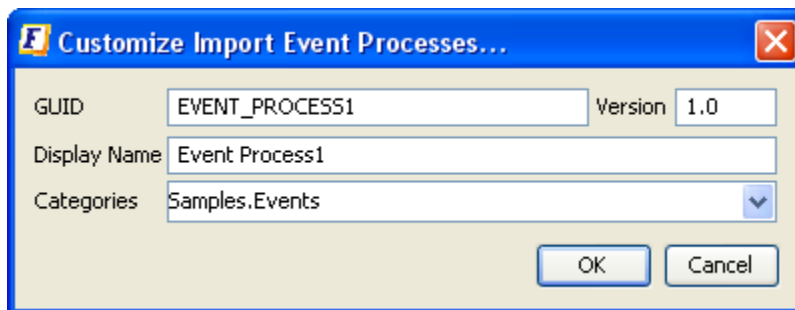 F Customize Import Event Processes...
GUID EVENT_PROCESS1 Version 1.0
Display Name Event Process1
Categories Samples.Events
OK Cancel